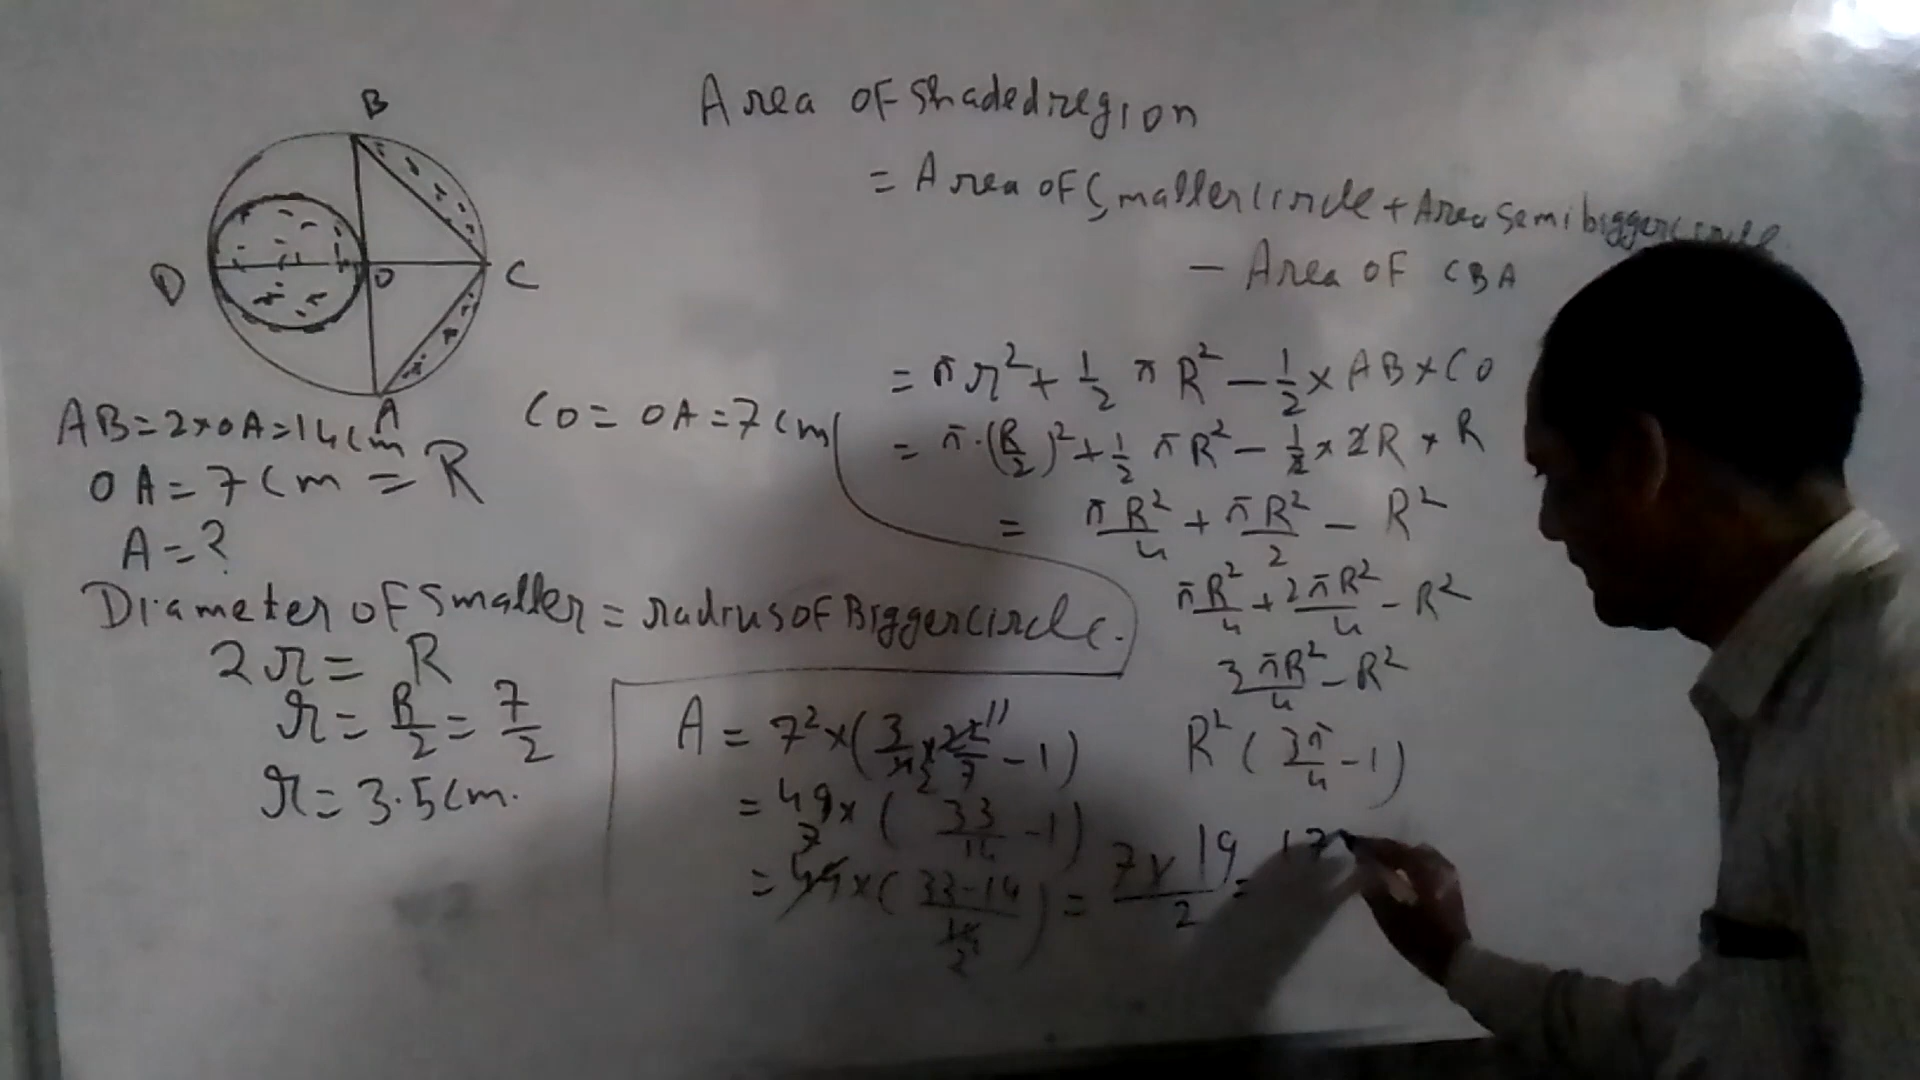 B
D
O
C
A
AB=2×OA=14cm
OA=7cm=R
A=?
CO=OA=7cm
Diameter of smaller=radius of Bigger circle.
2r=R
r=R/2=7/2
r=3.5cm.
Area of shaded region
=Area of smaller circle+Area semi bigger circle
-Area of CBA
=πr²+1/2 πR²-1/2×AB×CO
=π·(R/2)²+1/2 πR²-1/2×2R×R
=πR²/4+πR²/2-R²
πR²/4+2πR²/4-R²
3πR²/4-R²
R²(3π/4-1)
A=7²×(3/4×22/7-1)
11
2
=49×(33/14-1)
7
=49×(33-14/14)=7×19/2=
2